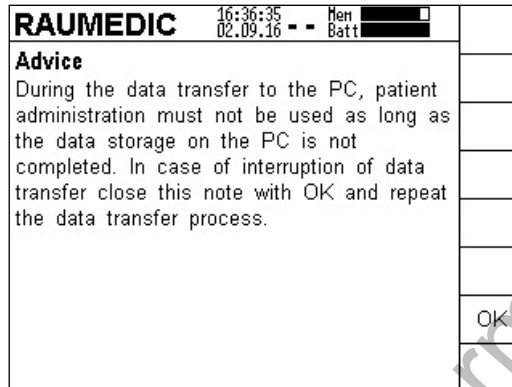 RAUMEDIC
16:36:35
02.09.16 - -
Mem
Batt
Advice
During the data transfer to the PC, patient
administration must not be used as long as
the data storage on the PC is not
completed. In case of interruption of data
transfer close this note with OK and repeat
the data transfer process.
OK